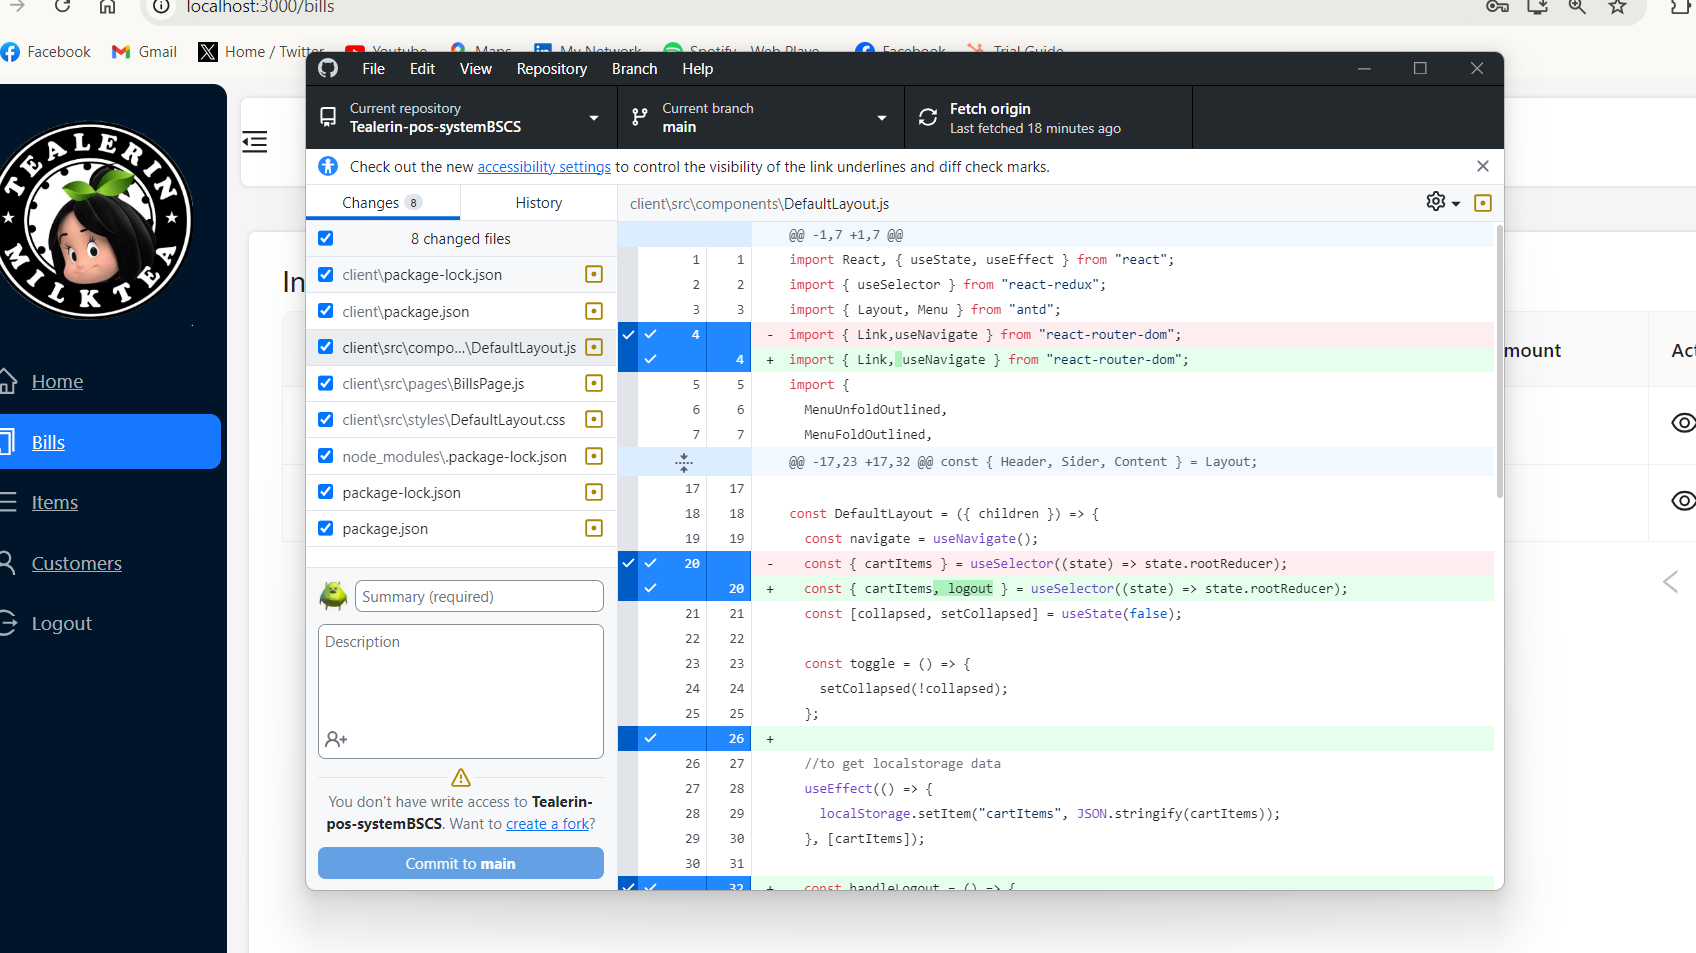 localhost:3000/bills
Facebook
Gmail
Home / Twitter
Youtube
Maps
My Network
Spotify
Web Playe
Facebook
Trial Guide
TEALERIN
MILKTEA
Home
Bills
Items
Customers
Logout
In
mount
Act
File Edit View Repository Branch Help
Current repository
Tealerin-pos-systemBSCS
Current branch
main
Fetch origin
Last fetched 18 minutes ago
Check out the new accessibility settings to control the visibility of the link underlines and diff check marks.
Changes 8
History
8 changed files
client\package-lock.json
client\package.json
client\src\compo...\DefaultLayout.js
client\src\pages\BillsPage.js
client\src\styles\DefaultLayout.css
node_modules\.package-lock.json
package-lock.json
package.json
Summary (required)
Description
You don't have write access to Tealerin-
pos-systemBSCS. Want to create a fork?
Commit to main
client\src\components\DefaultLayout.js
@@ -1,7 +1,7 @@
1 1 import React, { useState, useEffect } from "react";
2 2 import { useSelector } from "react-redux";
3 3 import { Layout, Menu } from "antd";
4 - import { Link,useNavigate } from "react-router-dom";
4 + import { Link, useNavigate } from "react-router-dom";
5 5 import {
6 6 MenuUnfoldOutlined,
7 7 MenuFoldOutlined,
@@ -17,23 +17,32 @@ const { Header, Sider, Content } = Layout;
17 17
18 18 const DefaultLayout = ({ children }) => {
19 19 const navigate = useNavigate();
20 - const { cartItems } = useSelector((state) => state.rootReducer);
20 + const { cartItems, logout } = useSelector((state) => state.rootReducer);
21 21 const [collapsed, setCollapsed] = useState(false);
22 22
23 23 const toggle = () => {
24 24 setCollapsed(!collapsed);
25 25 };
26 +
26 27 //to get localstorage data
27 28 useEffect(() => {
28 29 localStorage.setItem("cartItems", JSON.stringify(cartItems));
29 30 }, [cartItems]);
30 31
32 + const handleLogout = () => {